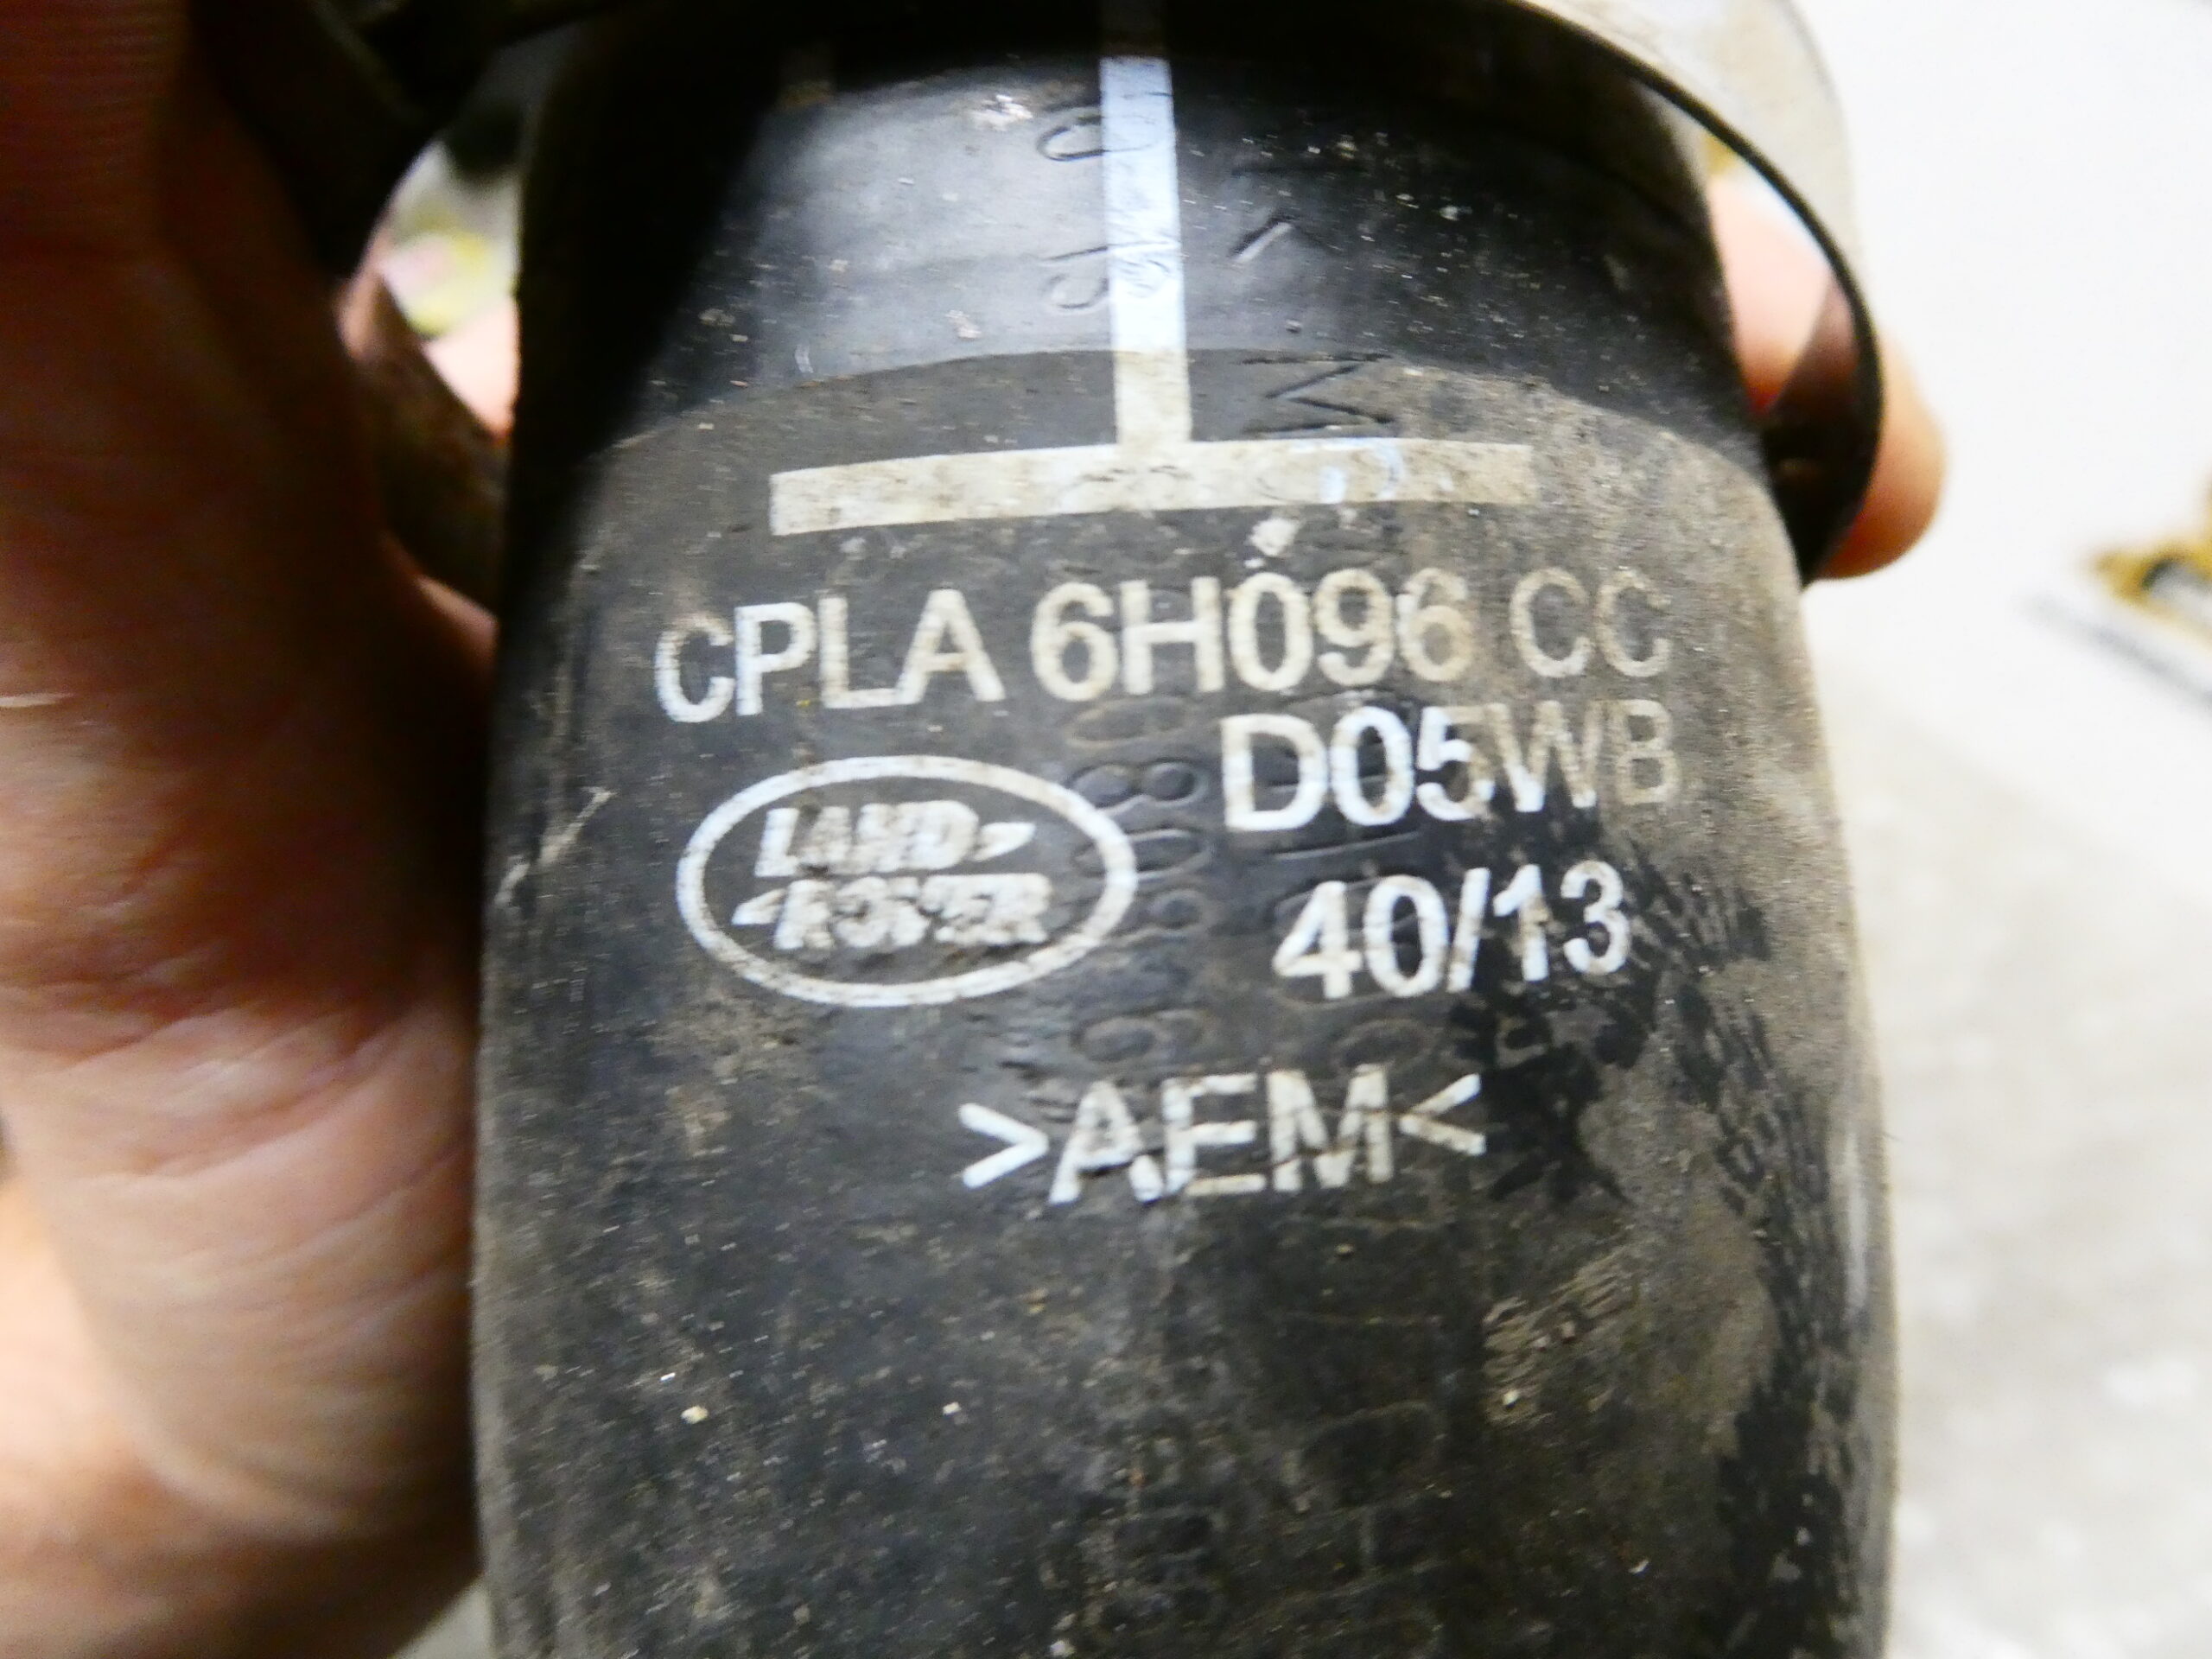 CPLA 6H096 CC
D05WB
LAND
ROVER
40/13
>AEM<